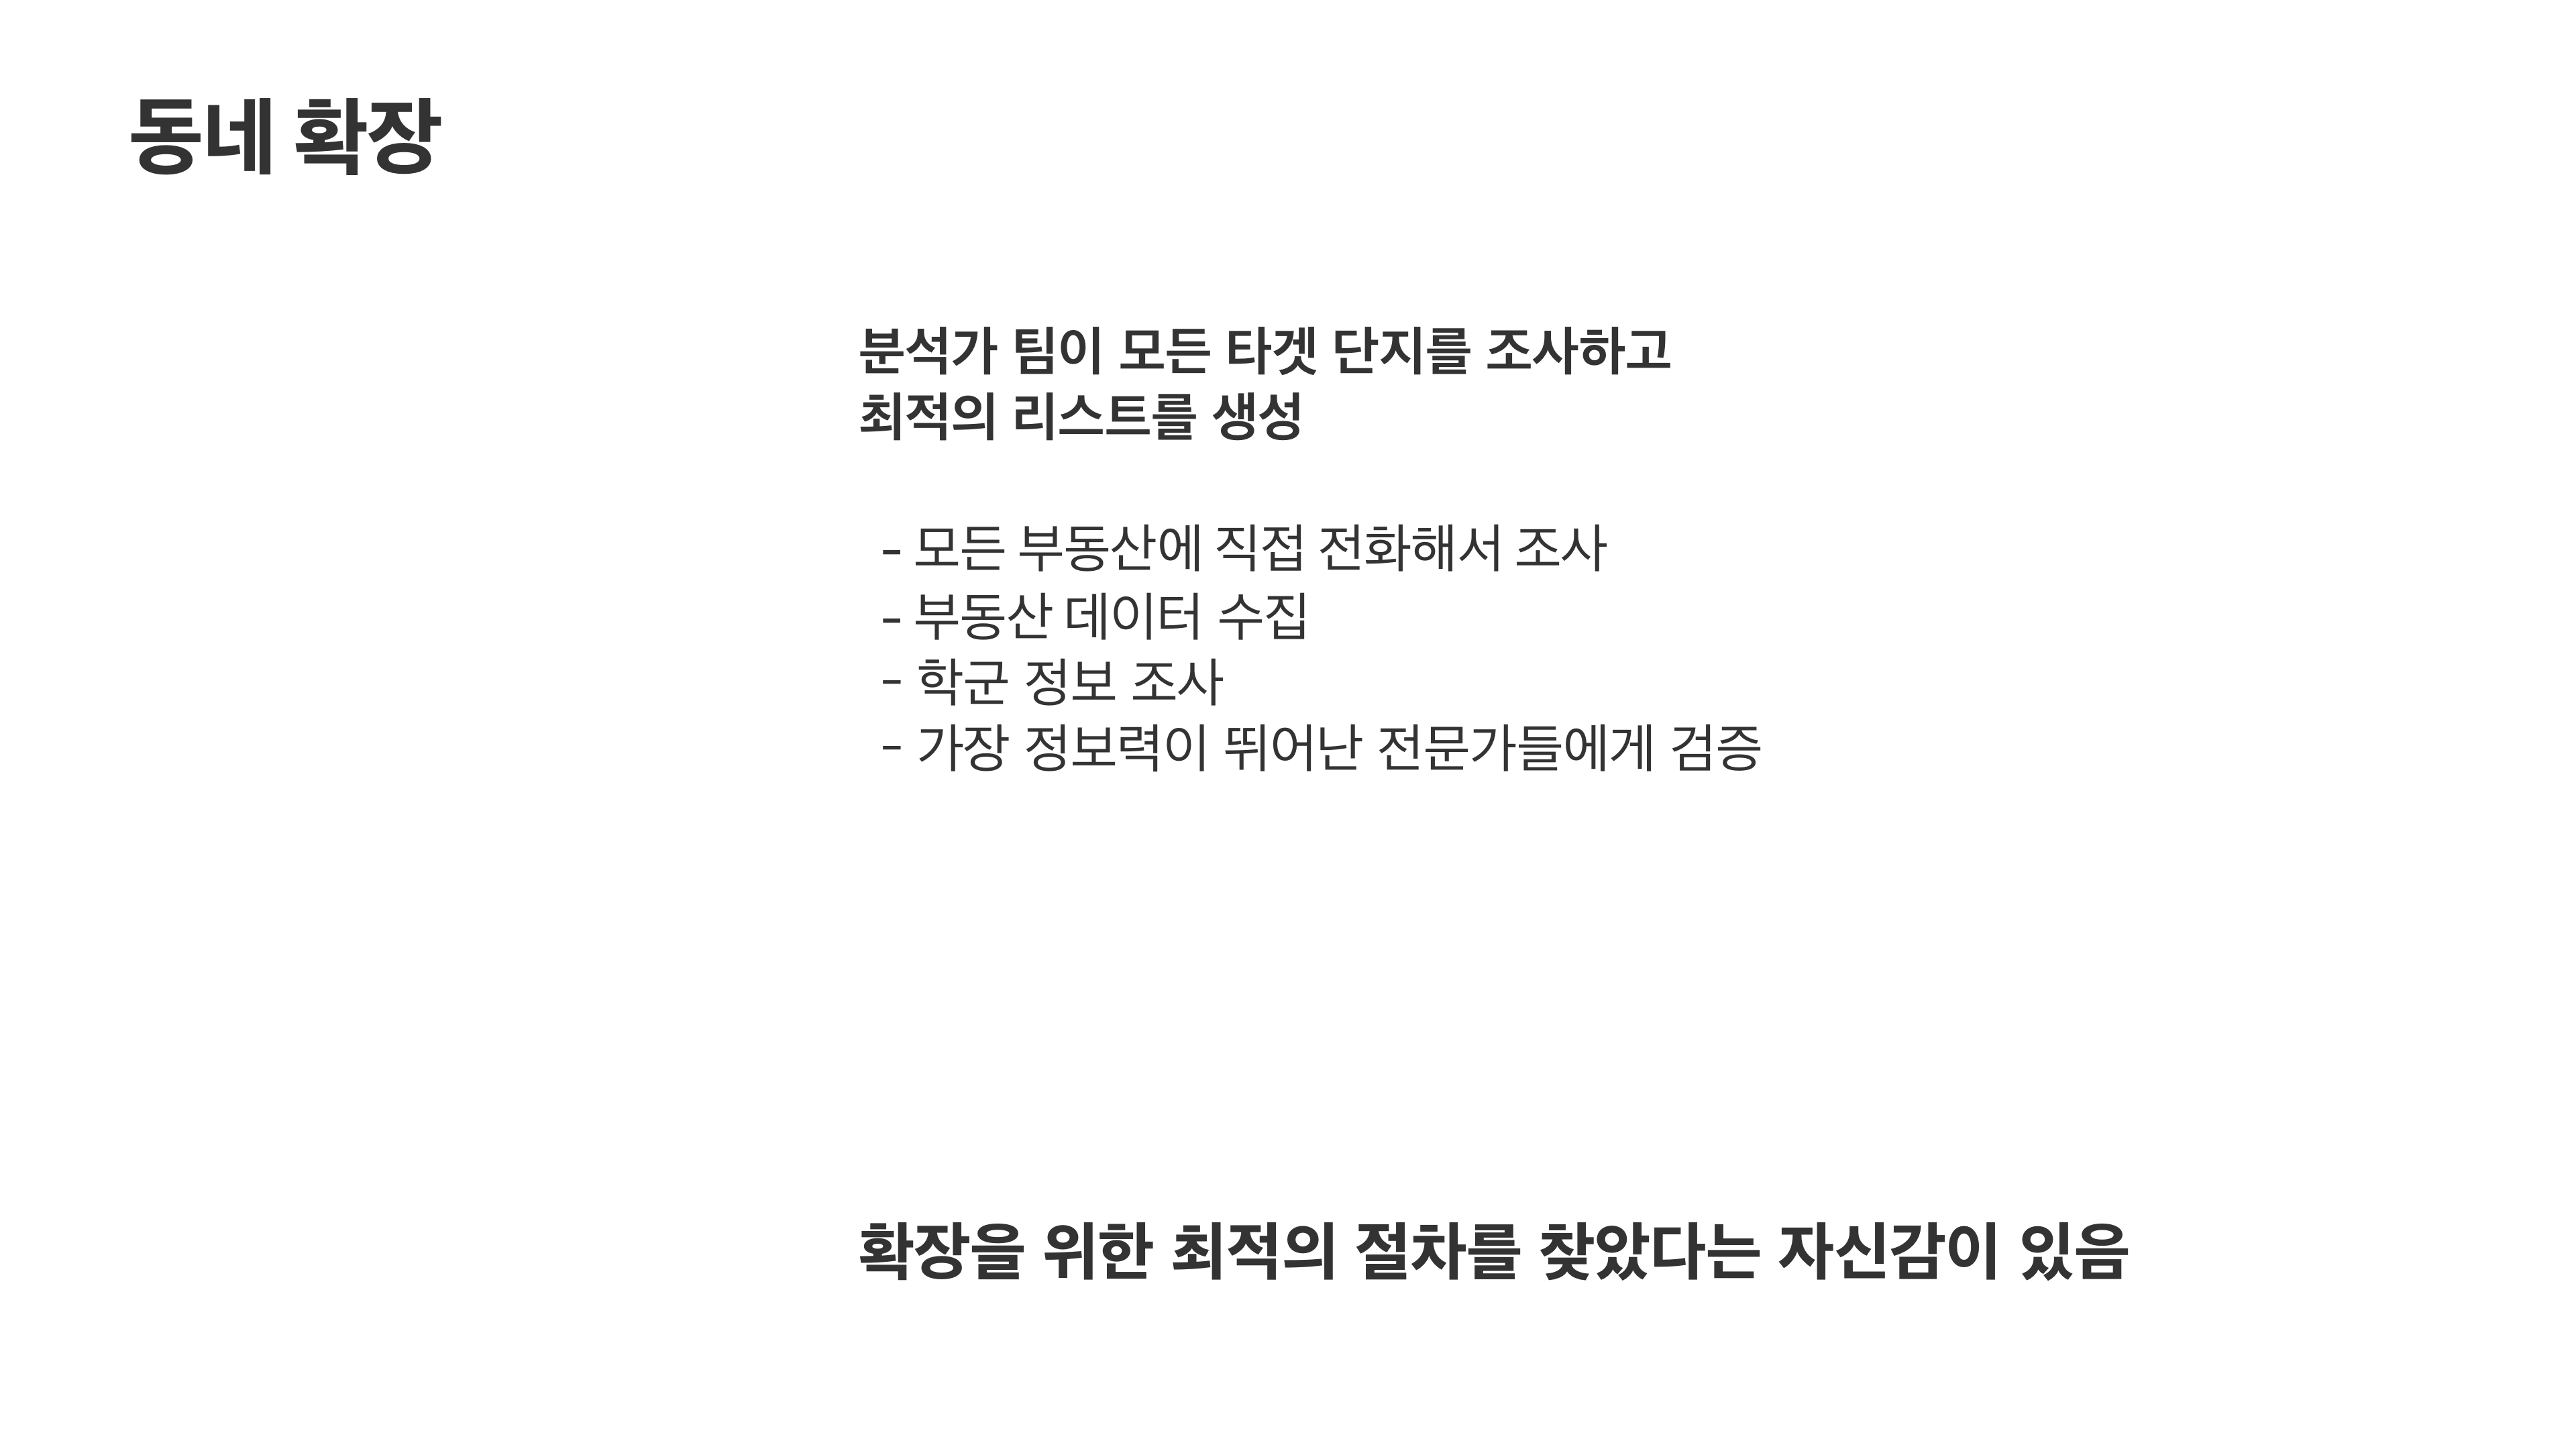 동네 확장
분석가 팀이 모든 타겟 단지를 조사하고
최적의 리스트를 생성
- 모든 부동산에 직접 전화해서 조사
- 부동산 데이터 수집
- 학군 정보 조사
- 가장 정보력이 뛰어난 전문가들에게 검증
확장을 위한 최적의 절차를 찾았다는 자신감이 있음